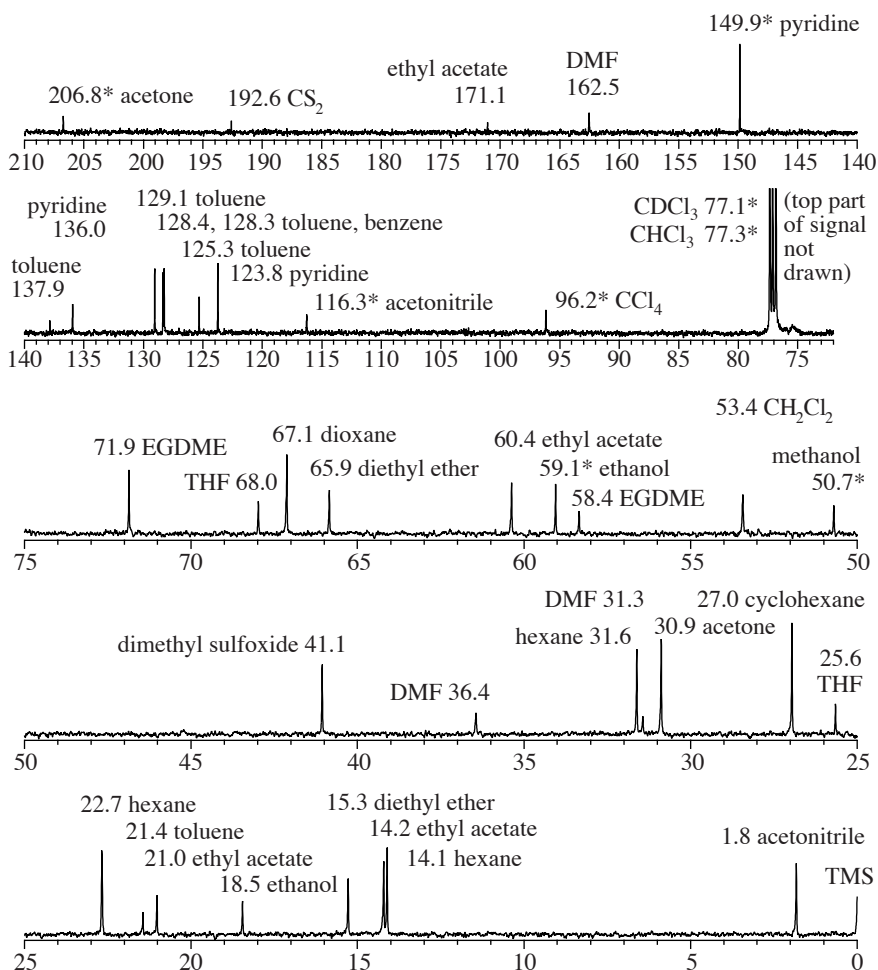 149.9* pyridine
DMF
162.5
ethyl acetate
171.1
192.6 CS2
206.8* acetone
210 205 200 195 190 185 180 175 170 165 160 155 150 145 140
129.1 toluene
128.4, 128.3 toluene, benzene
125.3 toluene
123.8 pyridine
116.3* acetonitrile
96.2* CCl4
pyridine
136.0
toluene
137.9
CDCl3 77.1*
CHCl3 77.3*
(top part
of signal
not
drawn)
140 135 130 125 120 115 110 105 100 95 90 85 78 75
53.4 CH2Cl2
71.9 EGDME
67.1 dioxane
60.4 ethyl acetate
methanol
50.7*
THF 68.0
65.9 diethyl ether
59.1* ethanol
58.4 EGDME
75 70 65 60 55 50
DMF 31.3
27.0 cyclohexane
dimethyl sulfoxide 41.1
hexane 31.6
30.9 acetone
25.6
THF
DMF 36.4
50 45 40 35 30 25
22.7 hexane
21.4 toluene
21.0 ethyl acetate
18.5 ethanol
15.3 diethyl ether
14.2 ethyl acetate
14.1 hexane
1.8 acetonitrile
TMS
25 20 15 10 5 0